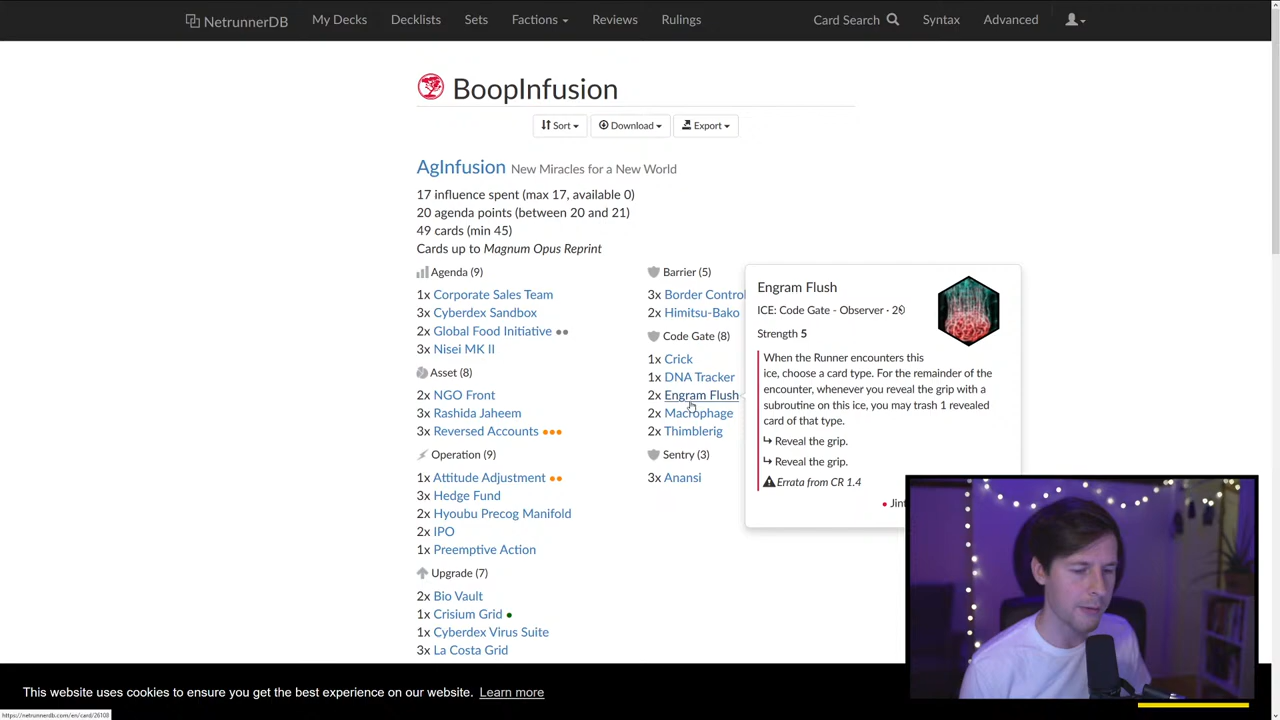 NetrunnerDB My Decks Decklists Sets Factions Reviews Rulings Card Search Syntax Advanced
BoopInfusion
Sort Download Export
AgInfusion New Miracles for a New World
17 influence spent (max 17, available 0)
20 agenda points (between 20 and 21)
49 cards (min 45)
Cards up to Magnum Opus Reprint
Agenda (9)
1x Corporate Sales Team
3x Cyberdex Sandbox
2x Global Food Initiative
3x Nisei MK II
Asset (8)
2x NGO Front
3x Rashida Jaheem
3x Reversed Accounts
Operation (9)
1x Attitude Adjustment
3x Hedge Fund
2x Hyoubu Precog Manifold
2x IPO
1x Preemptive Action
Upgrade (7)
2x Bio Vault
1x Crisium Grid
1x Cyberdex Virus Suite
3x La Costa Grid
Barrier (5)
3x Border Control
2x Himitsu-Bako
Code Gate (8)
1x Crick
1x DNA Tracker
2x Engram Flush
2x Macrophage
2x Thimblerig
Sentry (3)
3x Anansi
Engram Flush
ICE: Code Gate - Observer · 2
Strength 5
When the Runner encounters this
ice, choose a card type. For the remainder of the
encounter, whenever you reveal the grip with a
subroutine on this ice, you may trash 1 revealed
card of that type.
Reveal the grip.
Reveal the grip.
Errata from CR 1.4
Jint
This website uses cookies to ensure you get the best experience on our website. Learn more
https://netrunnerdb.com/en/card/26108